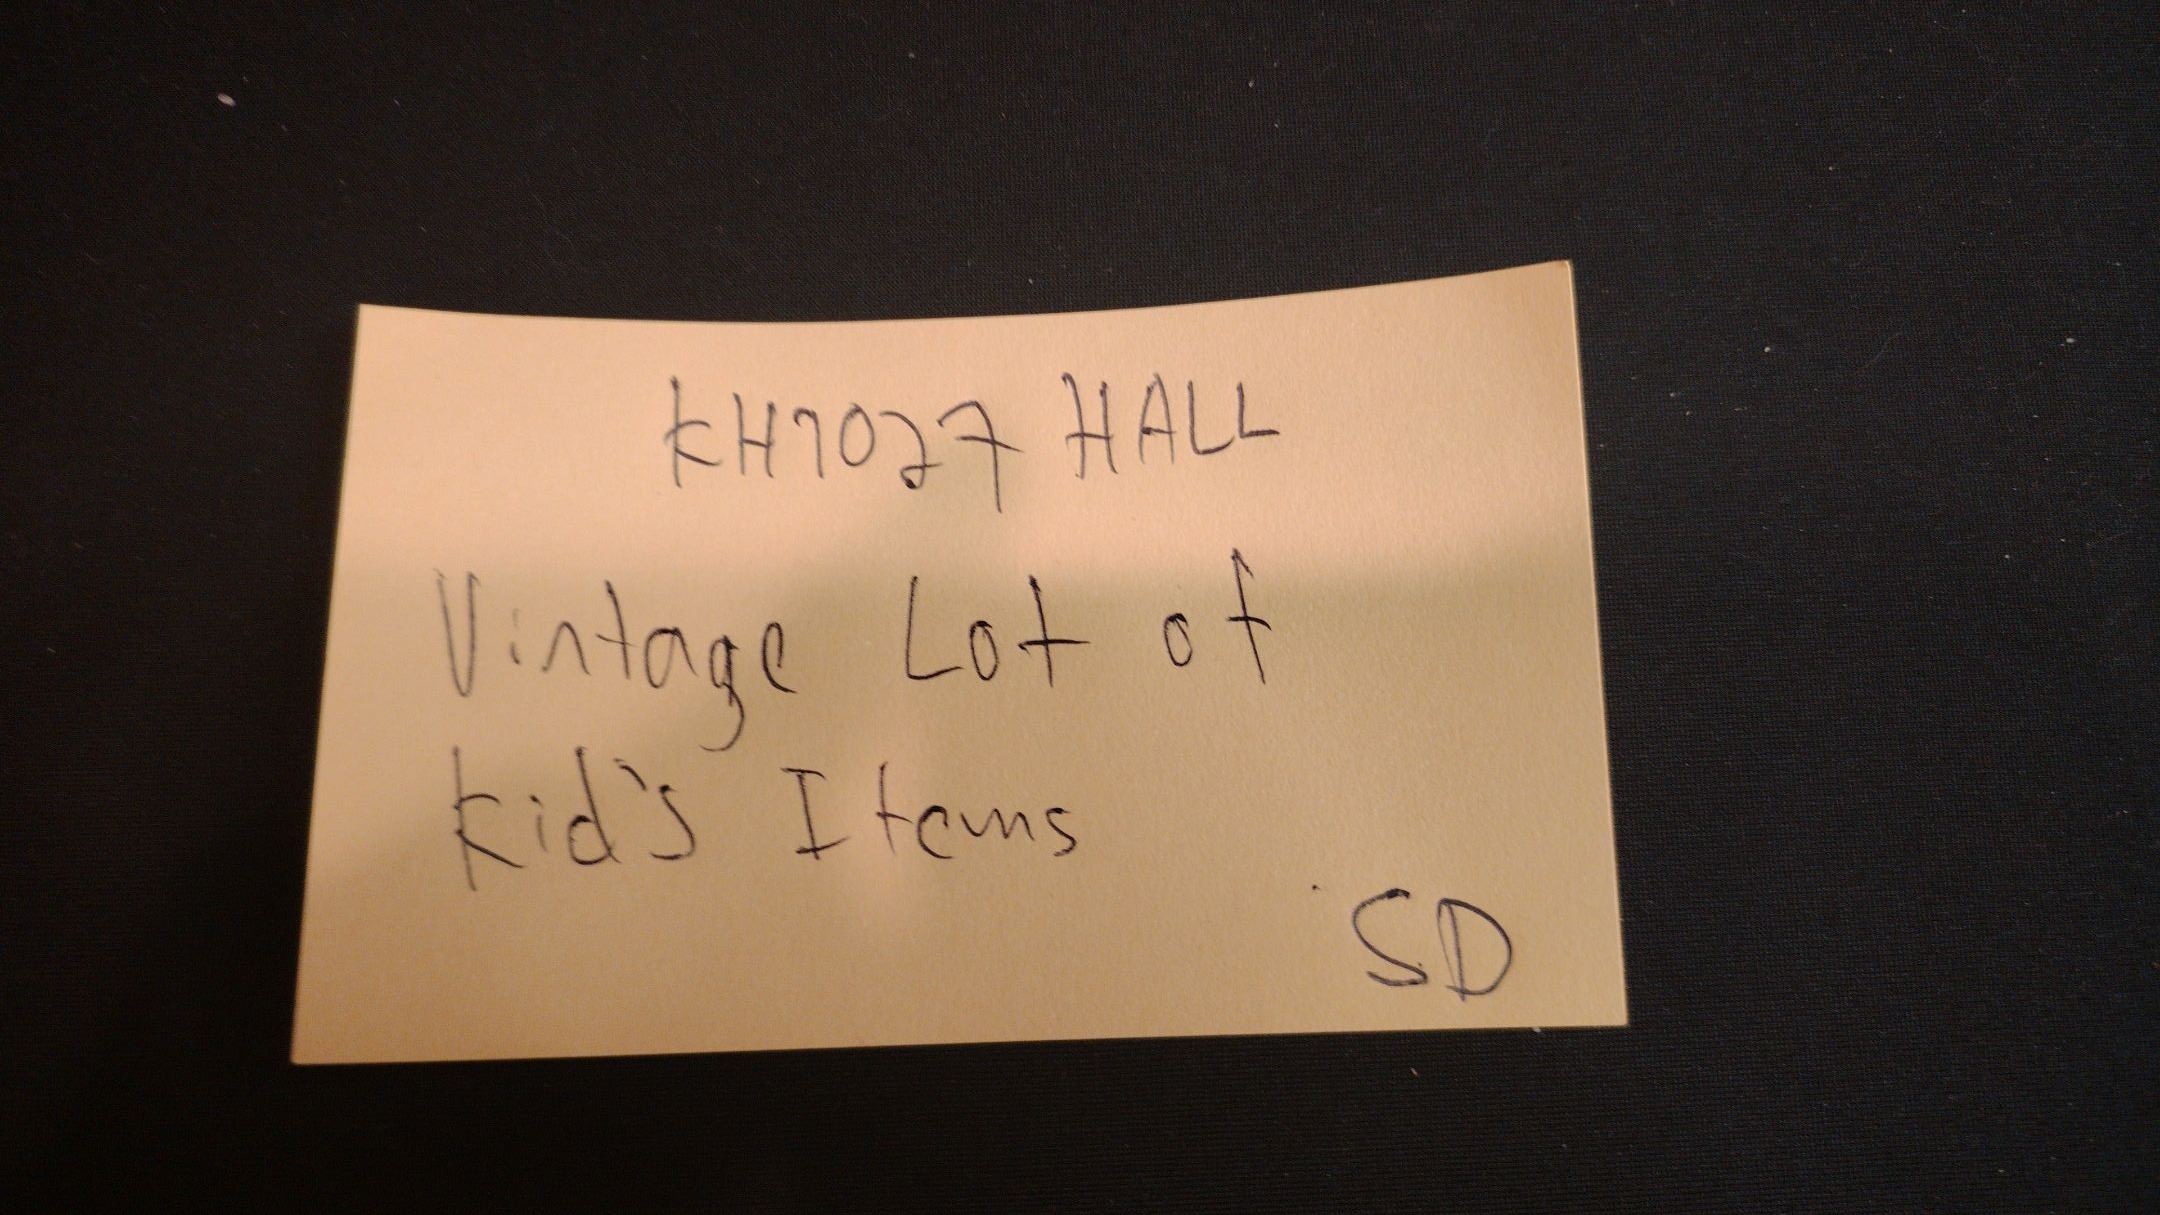 KH7027 HALL
Vintage Lot of
Kid's Items
SD